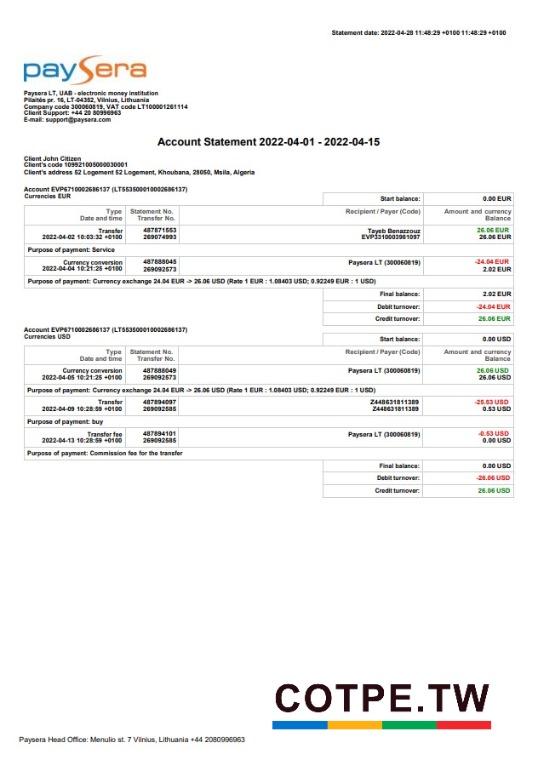 Statement date: 2022-04-28 11:48:29 +0100 11:48:29 +0100
paysera
Paysera LT, UAB - electronic money institution
Pilaitės pr. 16, LT-04352, Vilnius, Lithuania
Company code 300060819, VAT code LT100001261114
Client Support: +44 20 80996963
E-mail: support@paysera.com
Account Statement 2022-04-01 - 2022-04-15
Client John Citizen
Client's code 109921005000030001
Client's address 52 Logement 52 Logement, Khoubana, 28050, Msila, Algeria
Account EVP6710002686137 (LT553500010002686137)
Currencies EUR
Start balance: 0.00 EUR
Type Statement No. Recipient / Payer (Code) Amount and currency
Date and time Transfer No. Balance
Transfer 487871553 Tayeb Benazzouz 26.06 EUR
2022-04-02 10:03:32 +0100 269074993 EVP3310003961097 26.06 EUR
Purpose of payment: Service
Currency conversion 487888045 Paysera LT (300060819) -24.04 EUR
2022-04-04 10:21:25 +0100 269092573 2.02 EUR
Purpose of payment: Currency exchange 24.04 EUR -> 26.06 EUR (Rate 1 EUR : 1.08403 USD; 0.92249 EUR : 1 USD)
Final balance: 2.02 EUR
Debit turnover: -24.04 EUR
Credit turnover: 26.06 EUR
Account EVP6710002686137 (LT553500010002686137)
Currencies USD
Start balance: 0.00 USD
Type Statement No. Recipient / Payer (Code) Amount and currency
Date and time Transfer No. Balance
Currency conversion 487888049 Paysera LT (300060819) 26.06 USD
2022-04-05 10:21:25 +0100 269092573 26.06 USD
Purpose of payment: Currency exchange 24.04 EUR -> 26.06 USD (Rate 1 EUR : 1.08403 USD; 0.92249 EUR : 1 USD)
Transfer 487894097 Z448631811389 -25.53 USD
2022-04-09 10:28:59 +0100 269092585 Z448631811389 0.53 USD
Purpose of payment: buy
Transfer fee 487894101 Paysera LT (300060819) -0.53 USD
2022-04-13 10:28:59 +0100 269092585 0.00 USD
Purpose of payment: Commission fee for the transfer
Final balance: 0.00 USD
Debit turnover: -26.06 USD
Credit turnover: 26.06 USD
COTPE.TW
Paysera Head Office: Menulio st. 7 Vilnius, Lithuania +44 2080996963